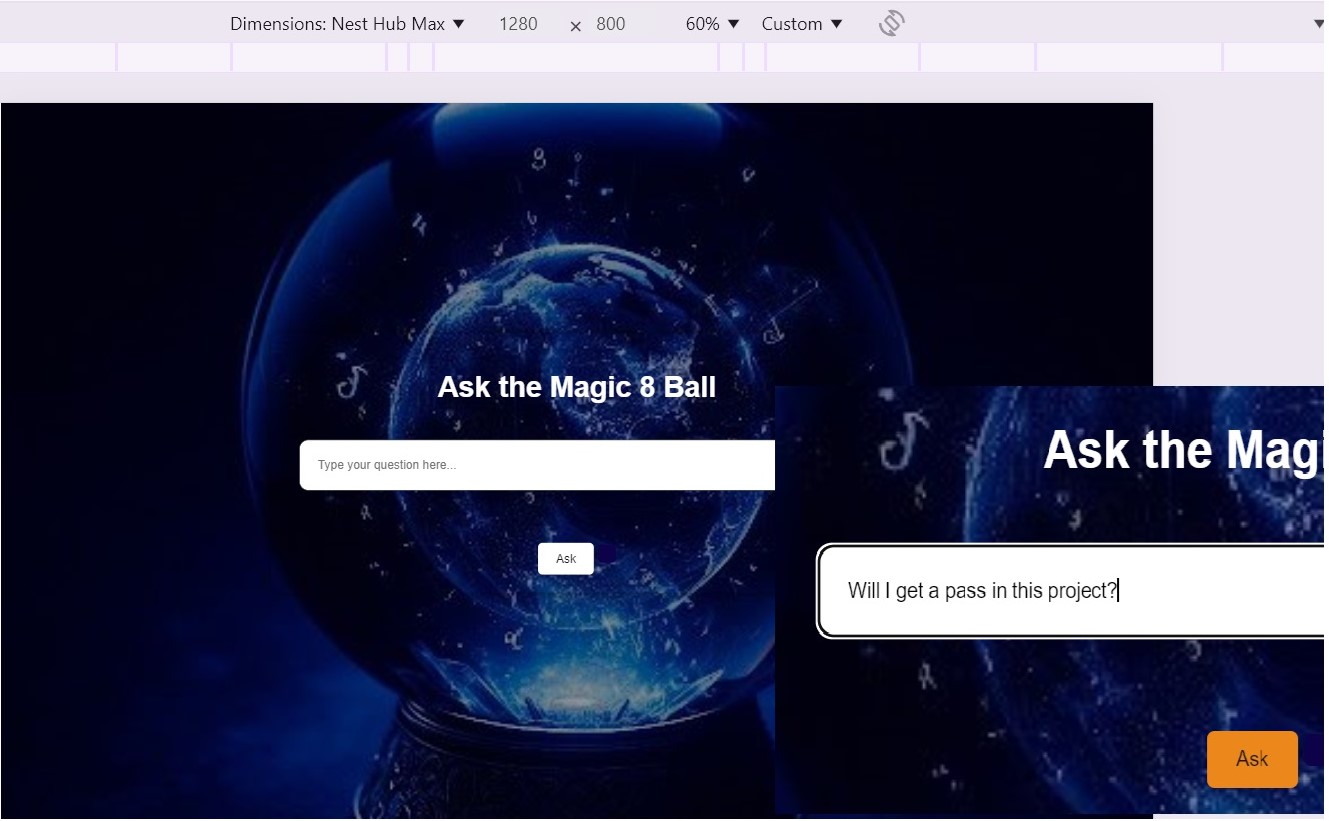 Dimensions: Nest Hub Max 1280 × 800 60% Custom
Ask the Magic 8 Ball
Type your question here...
Ask
Ask the Magi
Will I get a pass in this project?
Ask